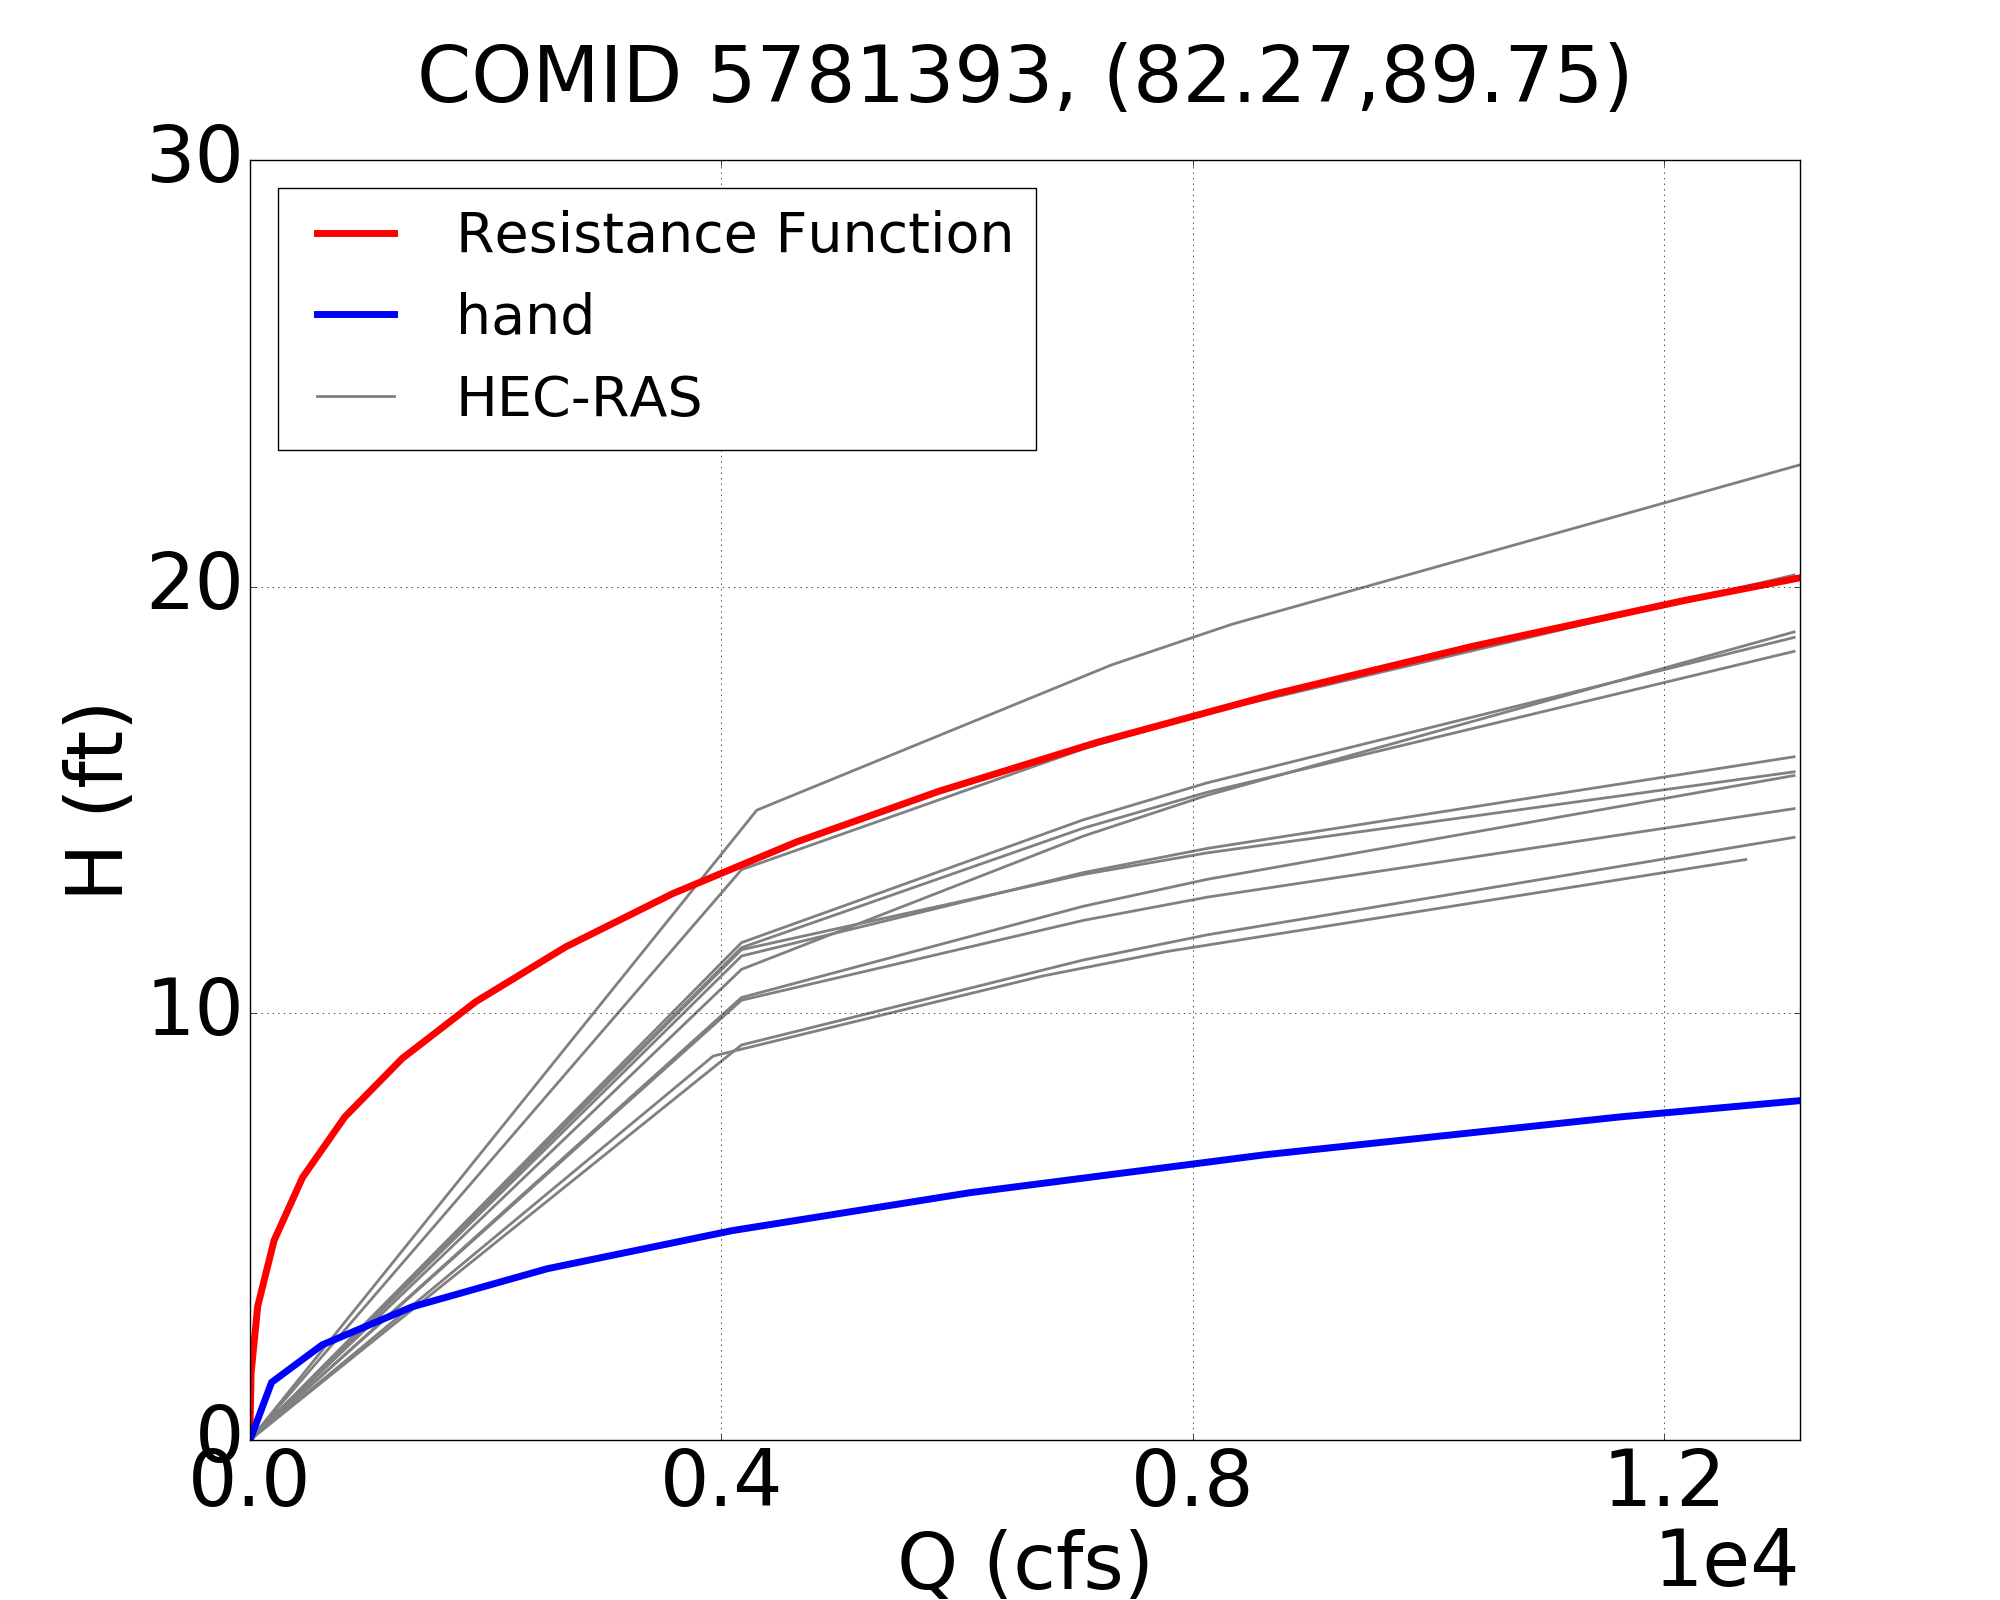 COMID 5781393, (82.27,89.75)
30
20
10
0
H (ft)
Resistance Function
hand
HEC-RAS
0.0 0.4 0.8 1.2
1e4
Q (cfs)